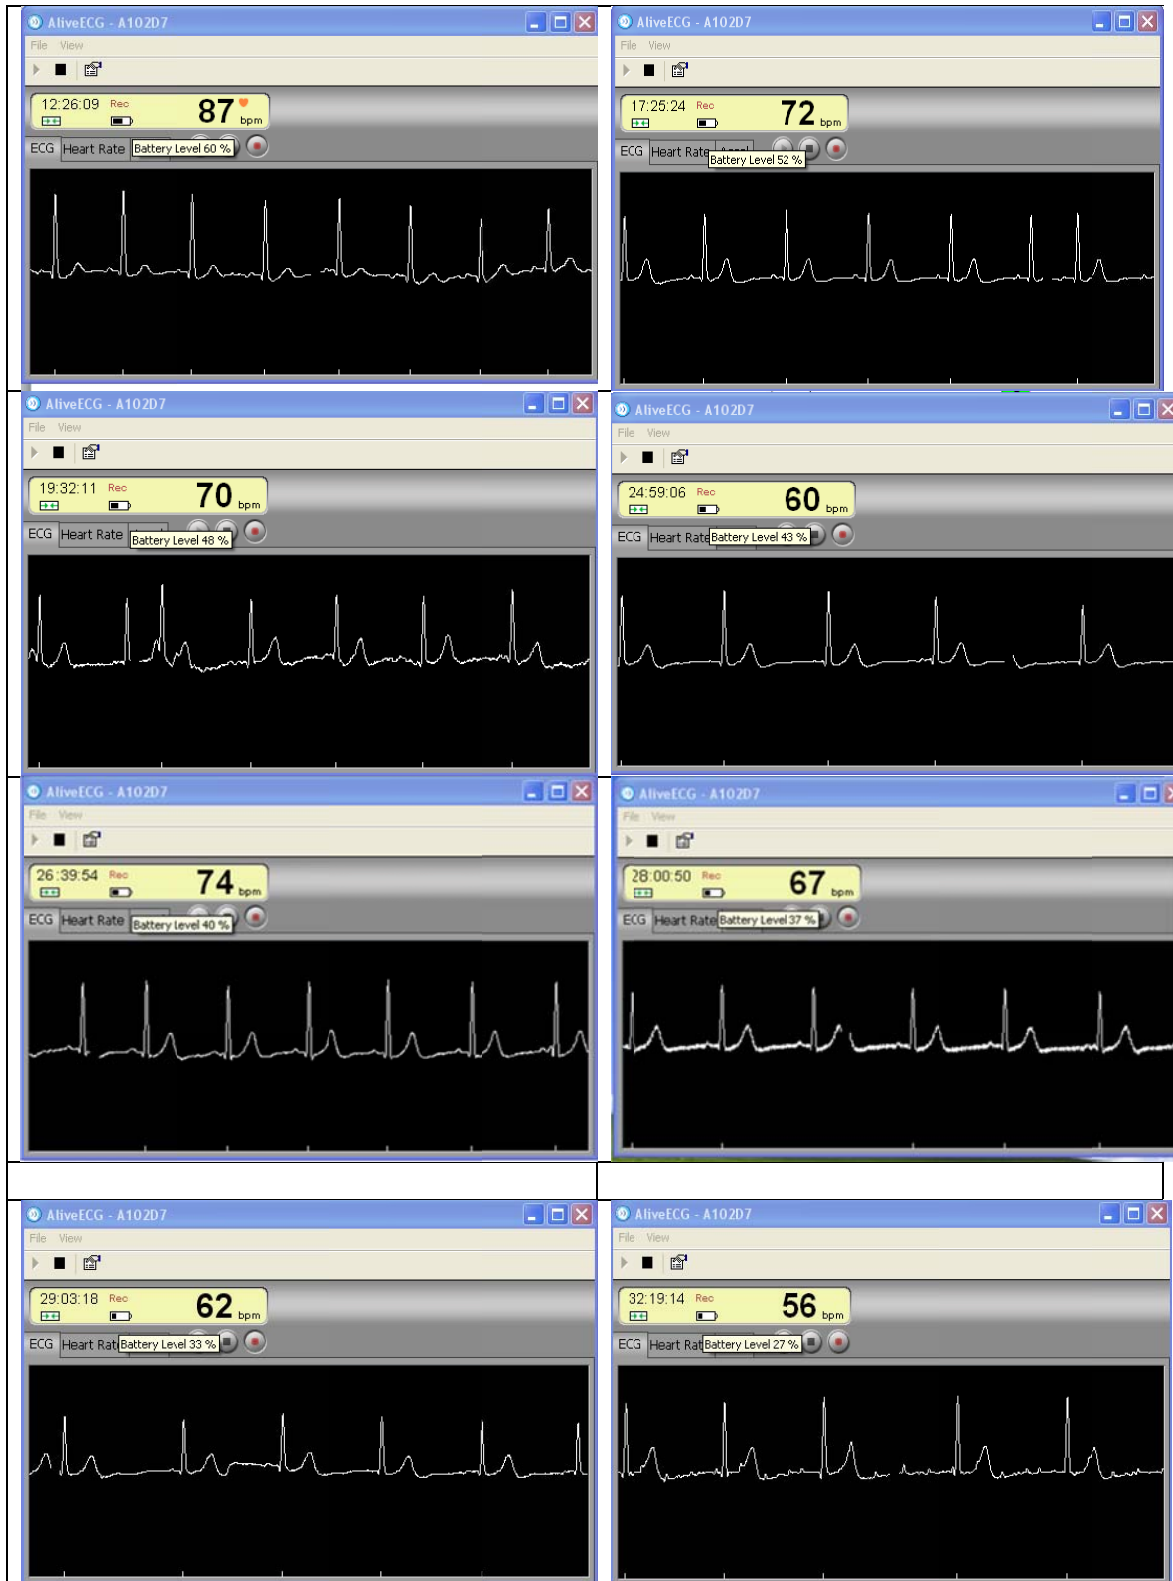 AliveECG - A102D7
File View
12:26:09 Rec 87 bpm
ECG Heart Rate Battery Level 60 %
AliveECG - A102D7
File View
17:25:24 Rec 72 bpm
ECG Heart Rate Battery Level 52 %
AliveECG - A102D7
File View
19:32:11 Rec 70 bpm
ECG Heart Rate Battery Level 48 %
AliveECG - A102D7
File View
24:59:06 Rec 60 bpm
ECG Heart Rat Battery Level 43 %
AliveECG - A102D7
File View
26:39:54 Rec 74 bpm
ECG Heart Rate Battery Level 40 %
AliveECG - A102D7
File View
28:00:50 Rec 67 bpm
ECG Heart Rat Battery Level 37 %
AliveECG - A102D7
File View
29:03:18 Rec 62 bpm
ECG Heart Rat Battery Level 33 %
AliveECG - A102D7
File View
32:19:14 Rec 56 bpm
ECG Heart Rat Battery Level 27 %